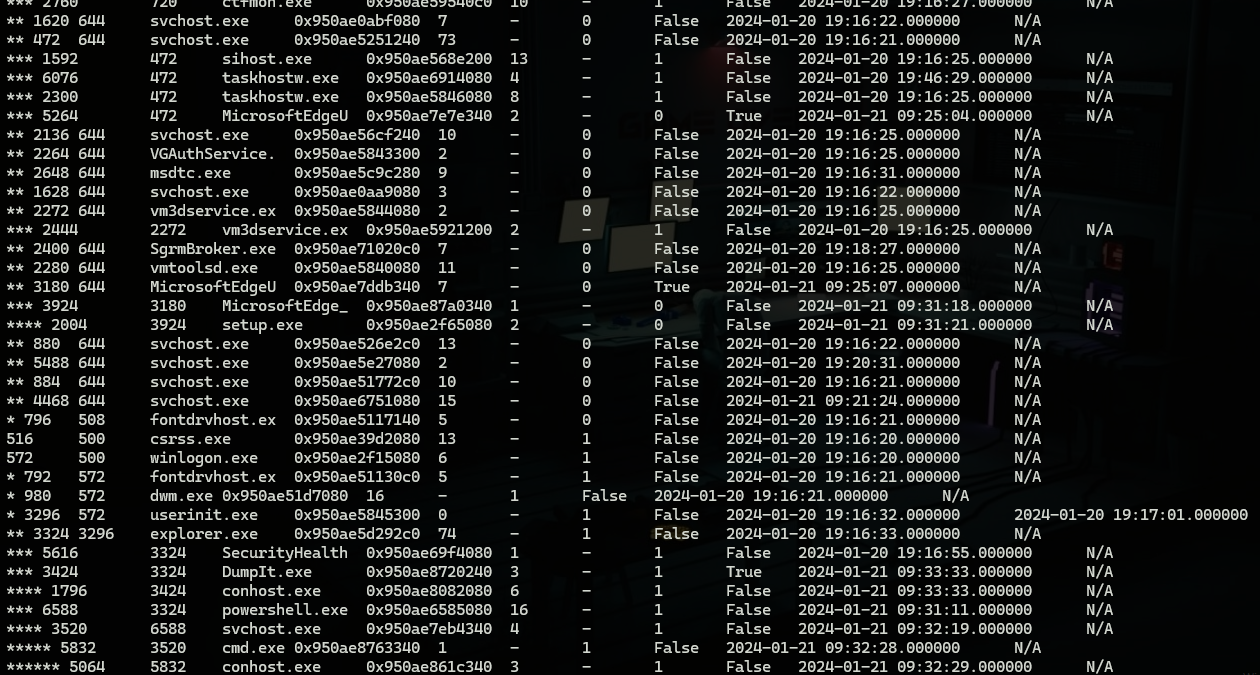 *** 2760 720 ctfmon.exe 0x950ae59540c0 10 - 1 False 2024-01-20 19:16:27.000000 N/A
** 1620 644 svchost.exe 0x950ae0abf080 7 - 0 False 2024-01-20 19:16:22.000000 N/A
** 472 644 svchost.exe 0x950ae5251240 73 - 0 False 2024-01-20 19:16:21.000000 N/A
*** 1592 472 sihost.exe 0x950ae568e200 13 - 1 False 2024-01-20 19:16:25.000000 N/A
*** 6076 472 taskhostw.exe 0x950ae6914080 4 - 1 False 2024-01-20 19:46:29.000000 N/A
*** 2300 472 taskhostw.exe 0x950ae5846080 8 - 1 False 2024-01-20 19:16:25.000000 N/A
*** 5264 472 MicrosoftEdgeU 0x950ae7e7e340 2 - 0 True 2024-01-21 09:25:04.000000 N/A
** 2136 644 svchost.exe 0x950ae56cf240 10 - 0 False 2024-01-20 19:16:25.000000 N/A
** 2264 644 VGAuthService. 0x950ae5843300 2 - 0 False 2024-01-20 19:16:25.000000 N/A
** 2648 644 msdtc.exe 0x950ae5c9c280 9 - 0 False 2024-01-20 19:16:31.000000 N/A
** 1628 644 svchost.exe 0x950ae0aa9080 3 - 0 False 2024-01-20 19:16:22.000000 N/A
** 2272 644 vm3dservice.ex 0x950ae5844080 2 - 0 False 2024-01-20 19:16:25.000000 N/A
*** 2444 2272 vm3dservice.ex 0x950ae5921200 2 - 1 False 2024-01-20 19:16:25.000000 N/A
** 2400 644 SgrmBroker.exe 0x950ae71020c0 7 - 0 False 2024-01-20 19:18:27.000000 N/A
** 2280 644 vmtoolsd.exe 0x950ae5840080 11 - 0 False 2024-01-20 19:16:25.000000 N/A
** 3180 644 MicrosoftEdgeU 0x950ae7ddb340 7 - 0 True 2024-01-21 09:25:07.000000 N/A
*** 3924 3180 MicrosoftEdge_ 0x950ae87a0340 1 - 0 False 2024-01-21 09:31:18.000000 N/A
**** 2004 3924 setup.exe 0x950ae2f65080 2 - 0 False 2024-01-21 09:31:21.000000 N/A
** 880 644 svchost.exe 0x950ae526e2c0 13 - 0 False 2024-01-20 19:16:22.000000 N/A
** 5488 644 svchost.exe 0x950ae5e27080 2 - 0 False 2024-01-20 19:20:31.000000 N/A
** 884 644 svchost.exe 0x950ae51772c0 10 - 0 False 2024-01-20 19:16:21.000000 N/A
** 4468 644 svchost.exe 0x950ae6751080 15 - 0 False 2024-01-21 09:21:24.000000 N/A
* 796 508 fontdrvhost.ex 0x950ae5117140 5 - 0 False 2024-01-20 19:16:21.000000 N/A
516 500 csrss.exe 0x950ae39d2080 13 - 1 False 2024-01-20 19:16:20.000000 N/A
572 500 winlogon.exe 0x950ae2f15080 6 - 1 False 2024-01-20 19:16:20.000000 N/A
* 792 572 fontdrvhost.ex 0x950ae51130c0 5 - 1 False 2024-01-20 19:16:21.000000 N/A
* 980 572 dwm.exe 0x950ae51d7080 16 - 1 False 2024-01-20 19:16:21.000000 N/A
* 3296 572 userinit.exe 0x950ae5845300 0 - 1 False 2024-01-20 19:16:32.000000 2024-01-20 19:17:01.000000
** 3324 3296 explorer.exe 0x950ae5d292c0 74 - 1 False 2024-01-20 19:16:33.000000 N/A
*** 5616 3324 SecurityHealth 0x950ae69f4080 1 - 1 False 2024-01-20 19:16:55.000000 N/A
*** 3424 3324 DumpIt.exe 0x950ae8720240 3 - 1 True 2024-01-21 09:33:33.000000 N/A
**** 1796 3424 conhost.exe 0x950ae8082080 6 - 1 False 2024-01-21 09:33:33.000000 N/A
*** 6588 3324 powershell.exe 0x950ae6585080 16 - 1 False 2024-01-21 09:31:11.000000 N/A
**** 3520 6588 svchost.exe 0x950ae7eb4340 4 - 1 False 2024-01-21 09:32:19.000000 N/A
***** 5832 3520 cmd.exe 0x950ae8763340 1 - 1 False 2024-01-21 09:32:28.000000 N/A
****** 5064 5832 conhost.exe 0x950ae861c340 3 - 1 False 2024-01-21 09:32:29.000000 N/A